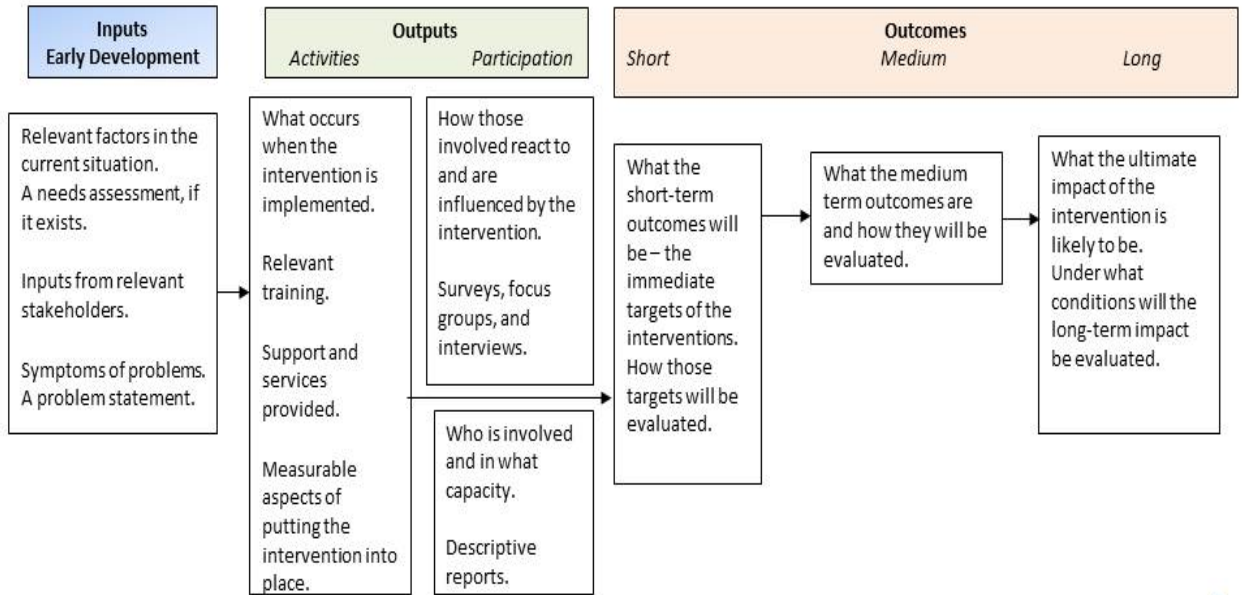 Inputs
Early Development
Outputs
Activities
Participation
Outcomes
Short
Medium
Long
Relevant factors in the
current situation.
A needs assessment, if
it exists.
Inputs from relevant
stakeholders.
Symptoms of problems.
A problem statement.
What occurs
when the
intervention is
implemented.
Relevant
training.
Support and
services
provided.
Measurable
aspects of
putting the
intervention into
place.
How those
involved react to
and are
influenced by the
intervention.
Surveys, focus
groups, and
interviews.
Who is involved
and in what
capacity.
Descriptive
reports.
What the
short-term
outcomes will
be – the
immediate
targets of the
interventions.
How those
targets will be
evaluated.
What the medium
term outcomes are
and how they will be
evaluated.
What the ultimate
impact of the
intervention is
likely to be.
Under what
conditions will the
long-term impact
be evaluated.